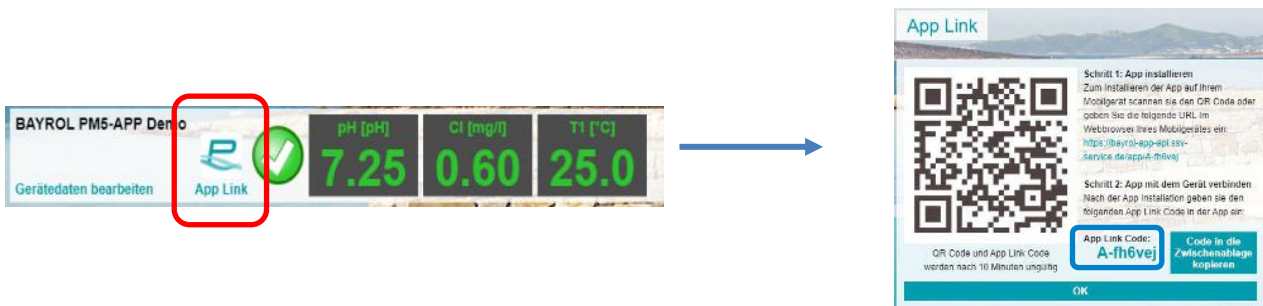 BAYROL PM5-APP Demo
Gerätedaten bearbeiten
App Link
pH [pH]
7.25
Cl [mg/l]
0.60
T1 [°C]
25.0
App Link
QR Code und App Link Code
werden nach 10 Minuten ungültig
Schritt 1: App installieren
Zum Installieren der App auf Ihrem
Mobilgerät scannen sie den QR Code oder
geben Sie die folgende URL im
Webbrowser Ihres Mobilgerätes ein:
https://bayrol-app-api.ssv-
service.de/app/A-fh6vej
Schritt 2: App mit dem Gerät verbinden
Nach der App Installation geben sie den
folgenden App Link Code in der App ein:
App Link Code:
A-fh6vej
Code in die
Zwischenablage
kopieren
OK